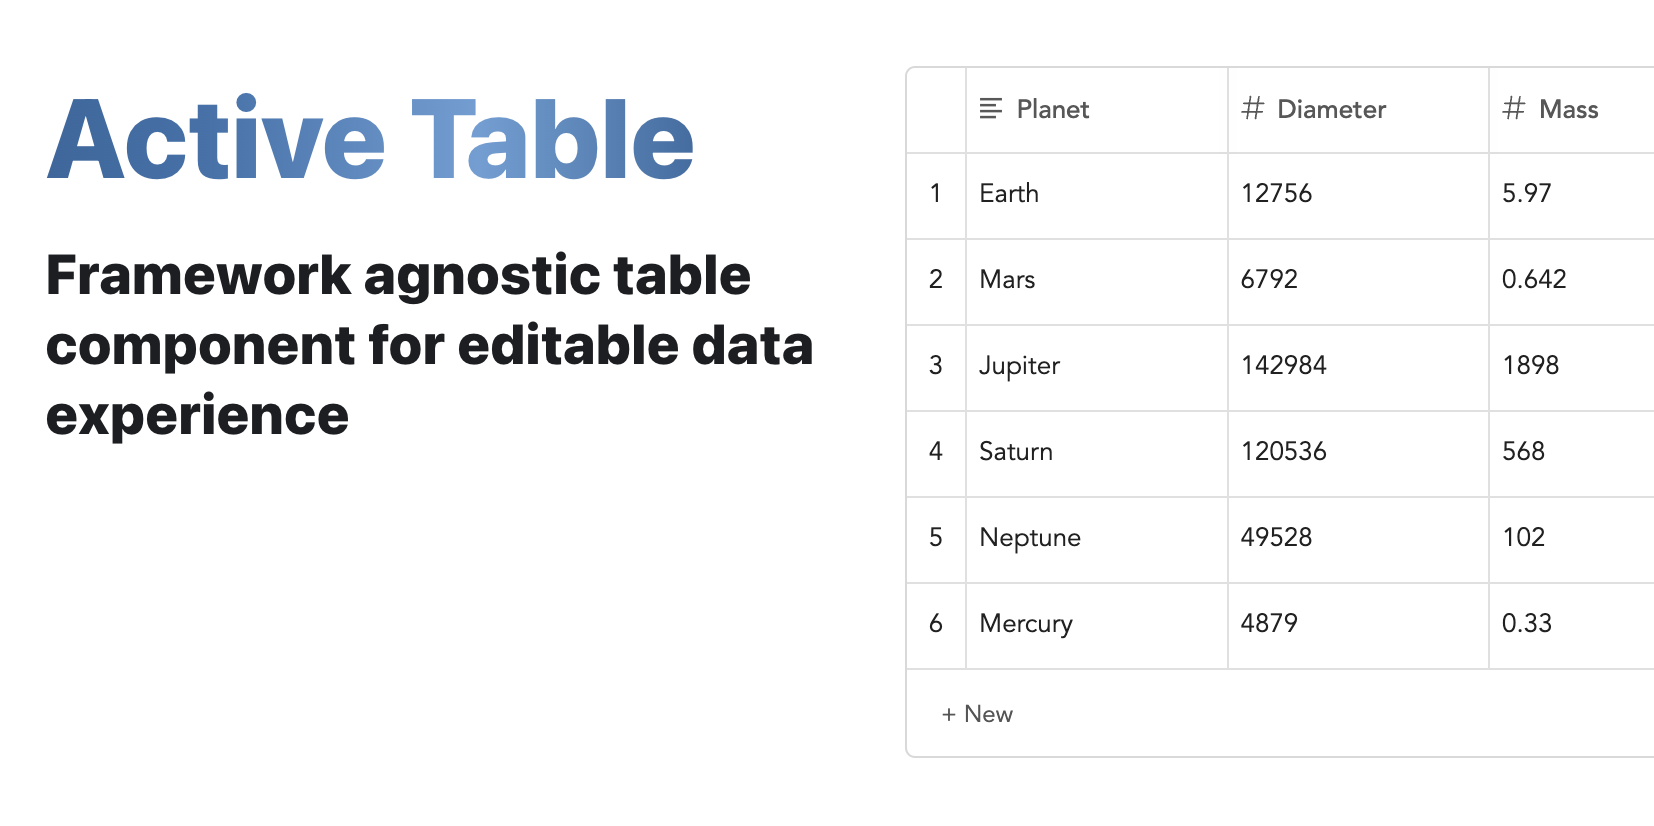 Active Table
Framework agnostic table
component for editable data
experience
Planet Diameter Mass
1 Earth 12756 5.97
2 Mars 6792 0.642
3 Jupiter 142984 1898
4 Saturn 120536 568
5 Neptune 49528 102
6 Mercury 4879 0.33
+ New